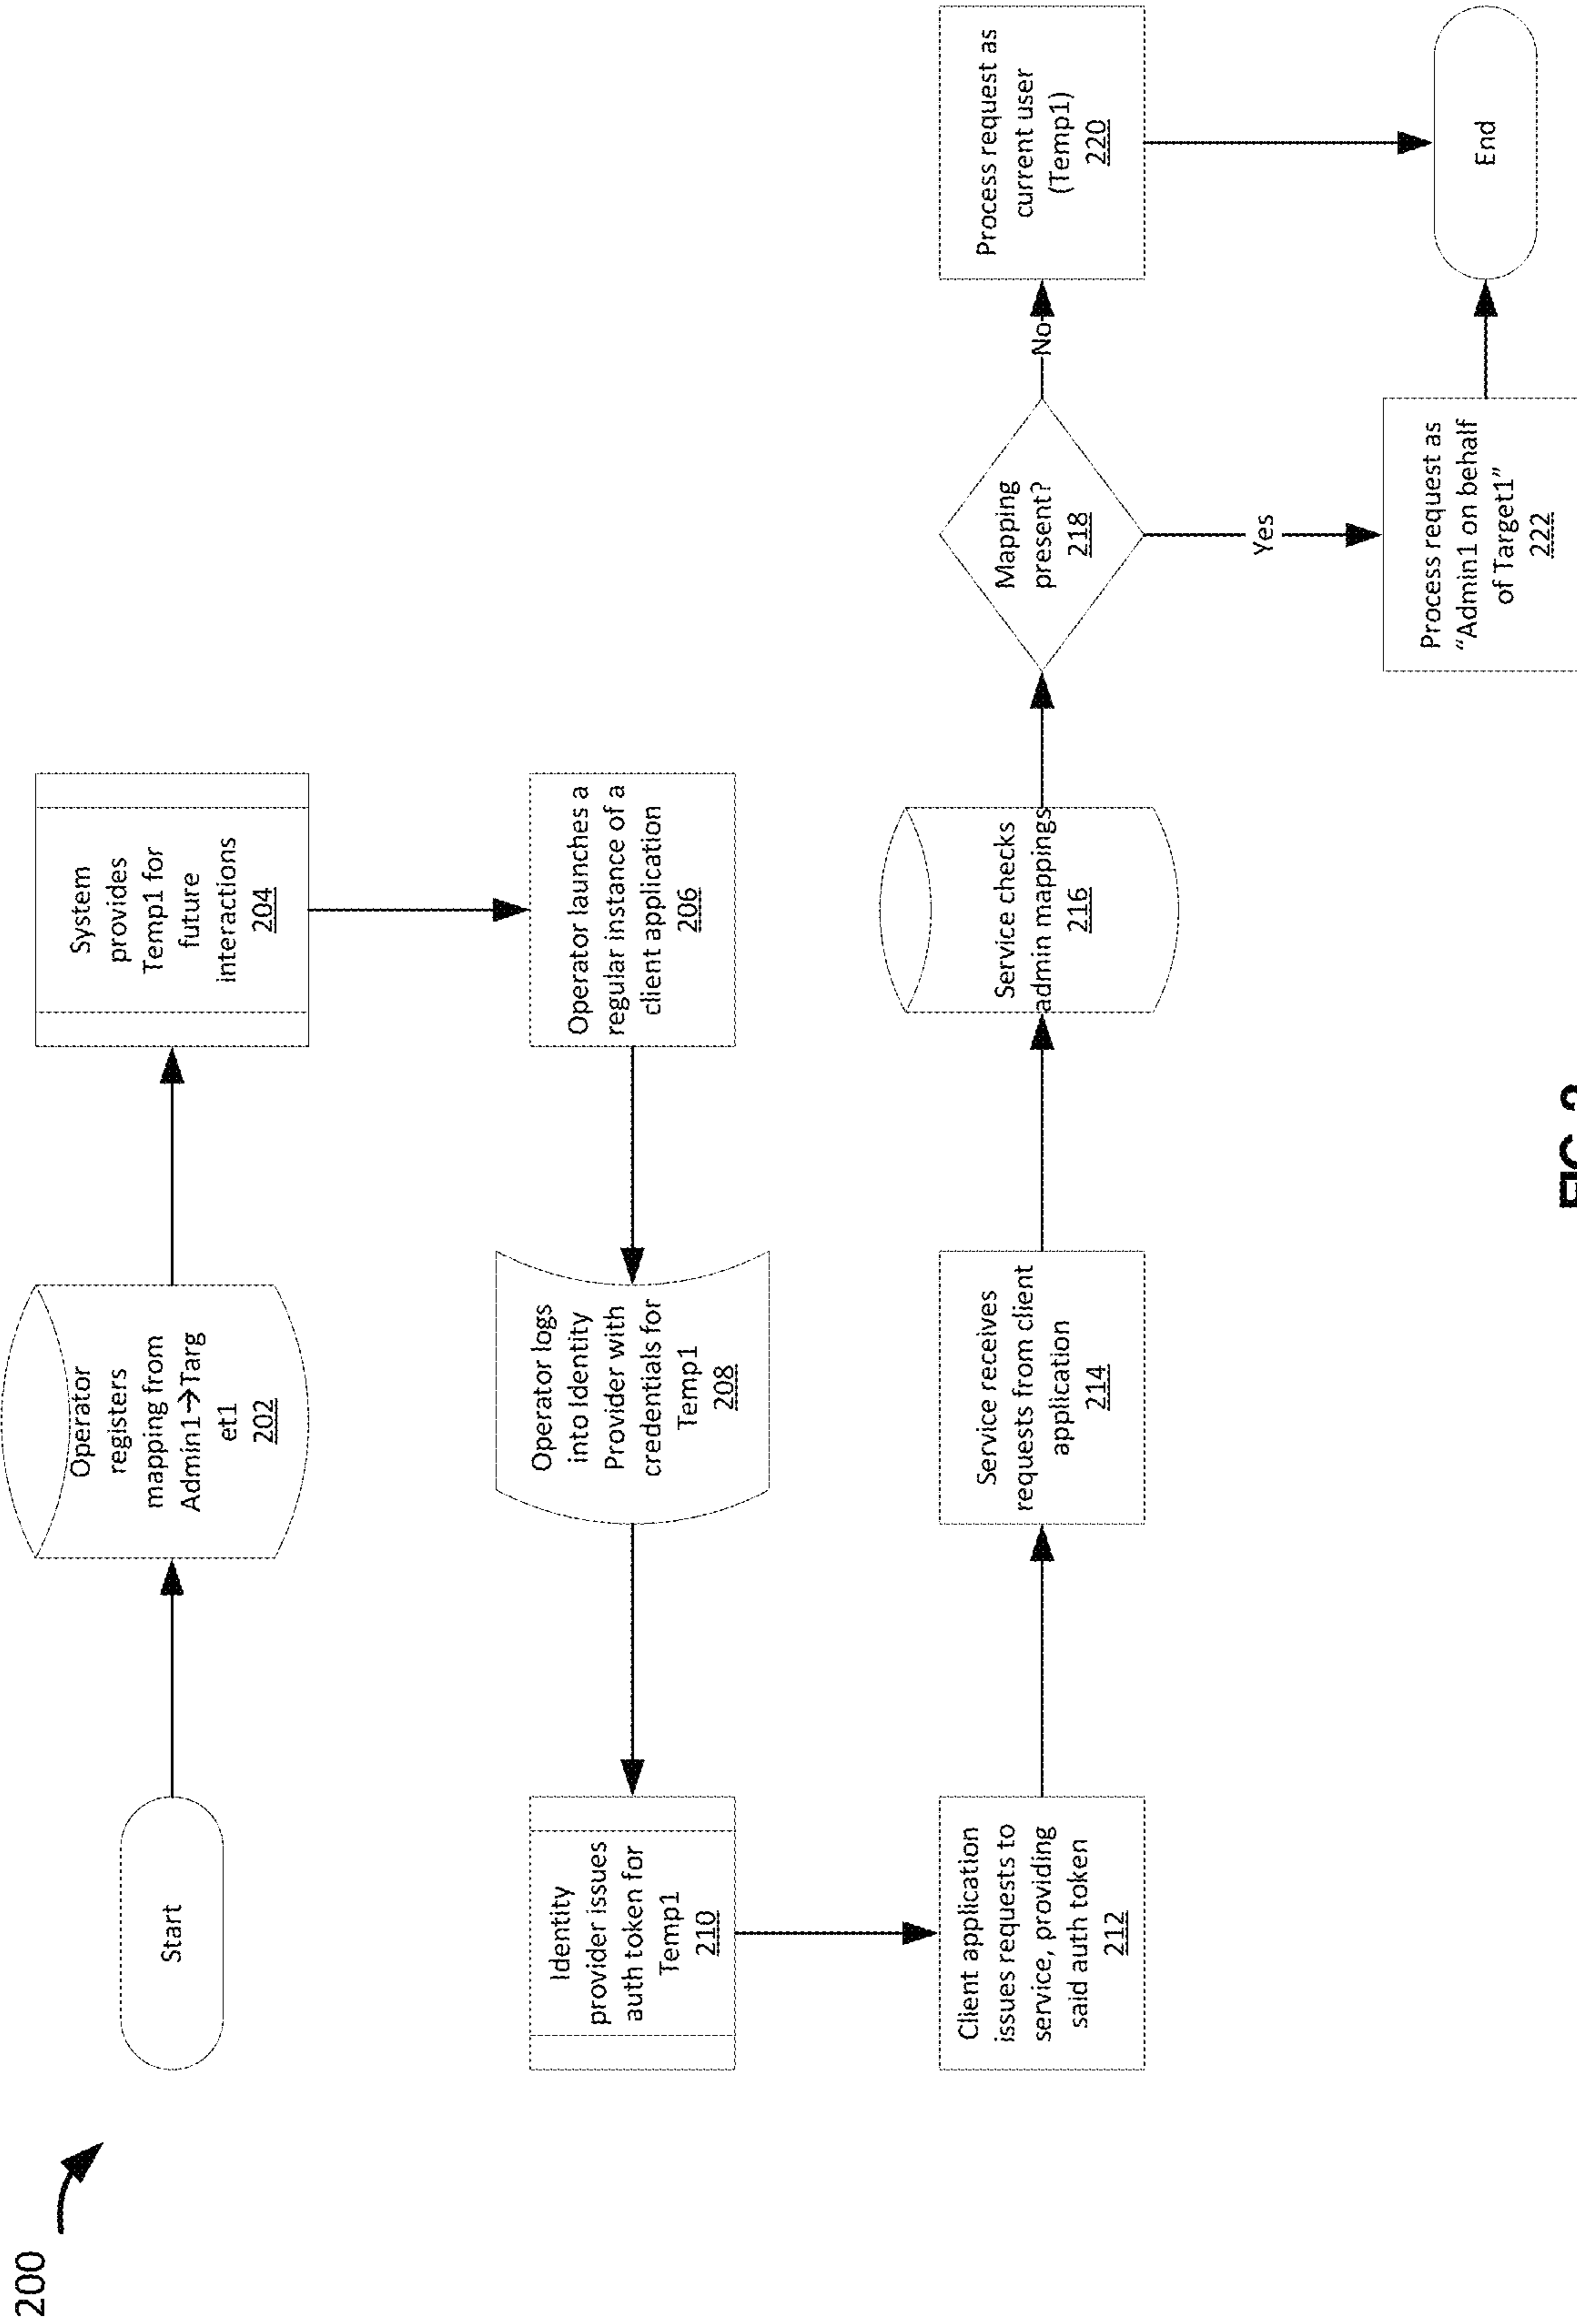 200
Start
Operator
registers
mapping from
Admin1→Targ
et1
202
System
provides
Temp1 for
future
interactions
204
Operator launches a
regular instance of a
client application
206
Operator logs
into Identity
Provider with
credentials for
Temp1
208
Identity
provider issues
auth token for
Temp1
210
Client application
issues requests to
service, providing
said auth token
212
Service receives
requests from client
application
214
Service checks
admin mappings
216
Mapping
present?
218
No
Process request as
current user
(Temp1)
220
Yes
Process request as
“Admin1 on behalf
of Target1”
222
End
FIG. 2